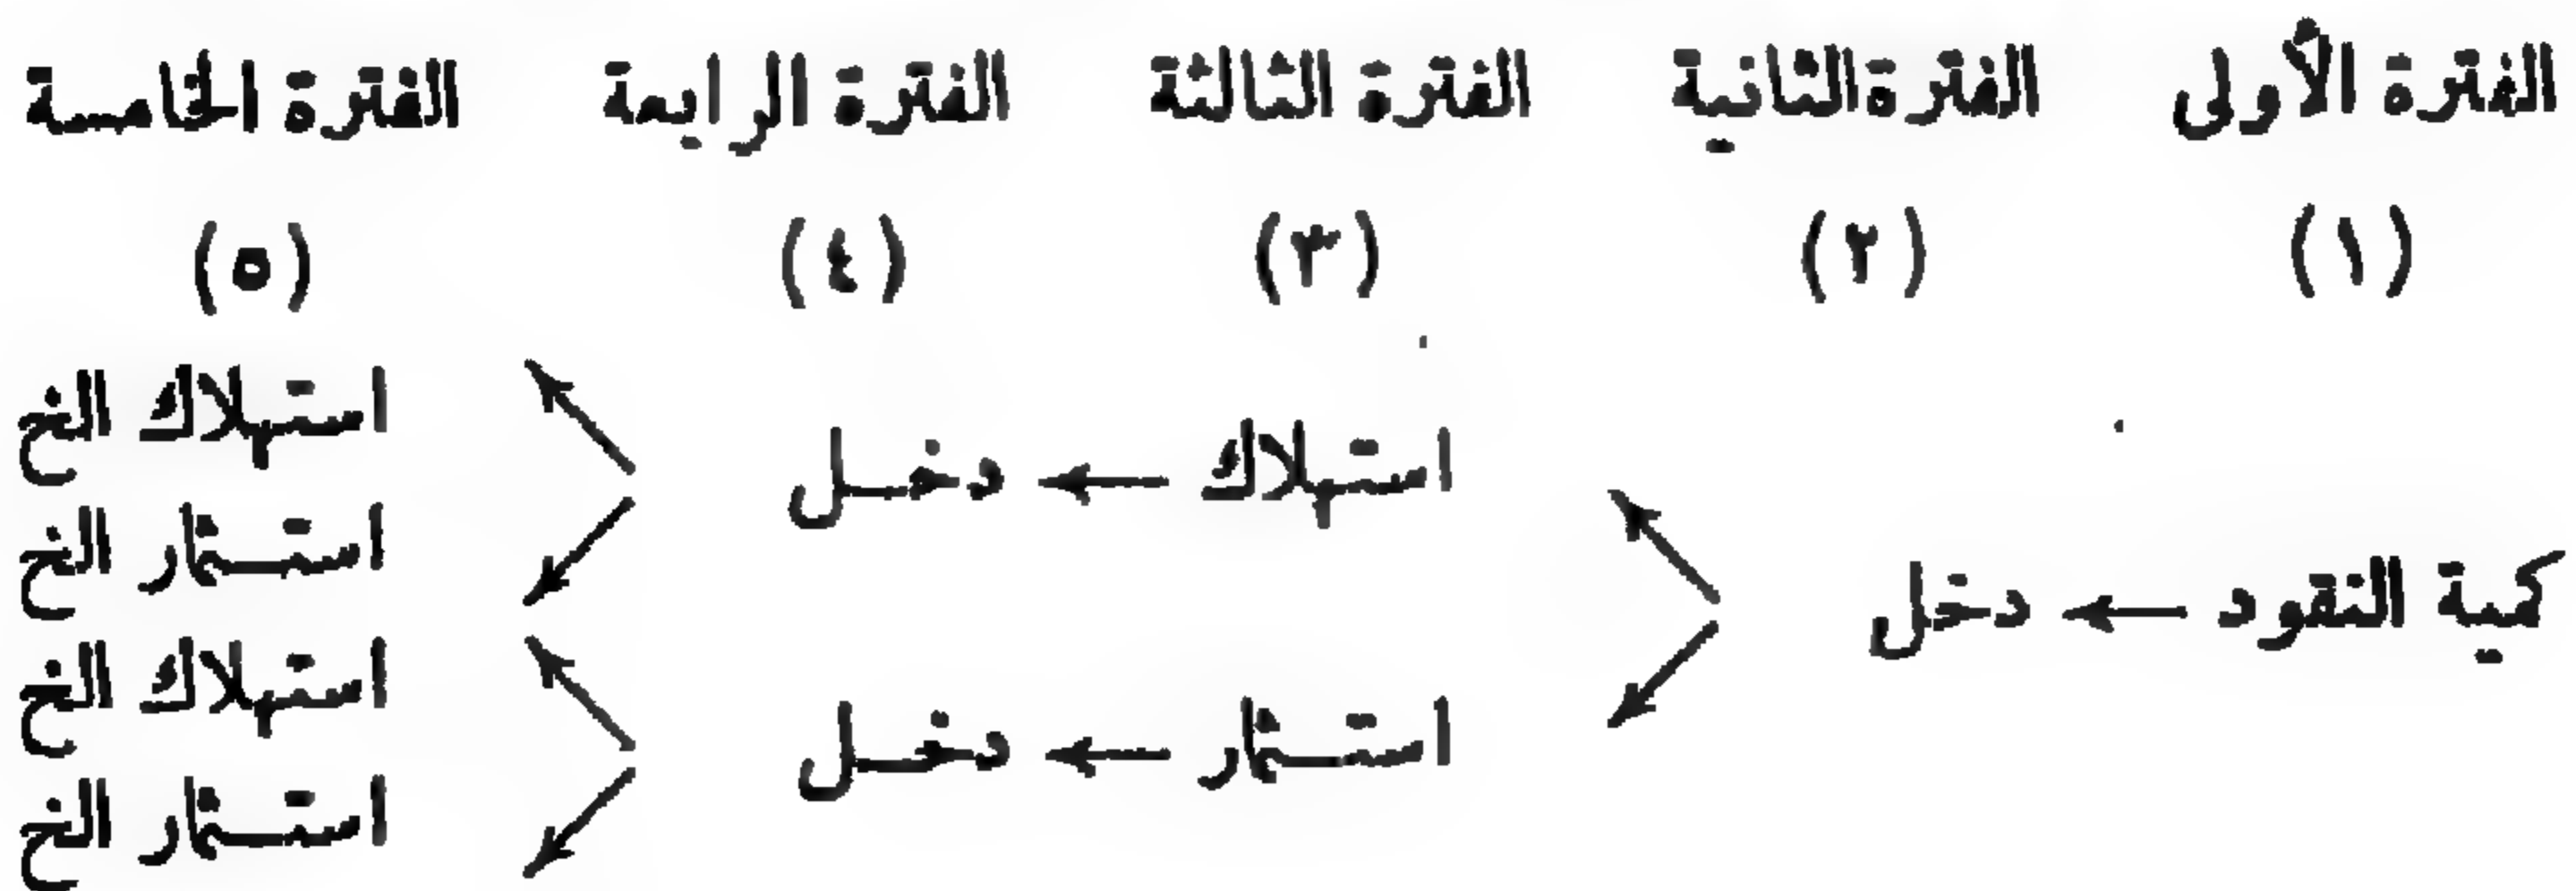 الفترة الأولى الفترة الثانية الفترة الثالثة الفترة الرابعة الفترة الخامسة
(١) (٢) (٣) (٤) (٥)
استهلاك الخ
استهلاك ← دخل
استثمار الخ
كمية النقود ← دخل
استهلاك الخ
استثمار ← دخل
استثمار الخ